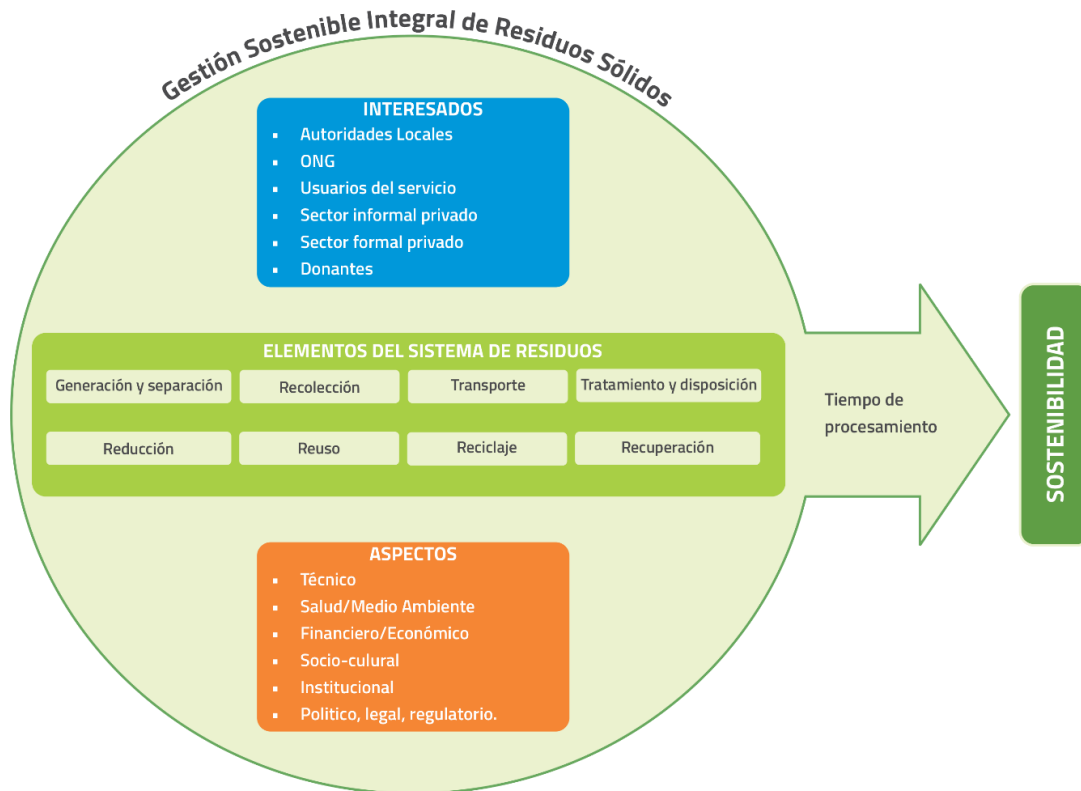 Gestión Sostenible Integral de Residuos Sólidos
INTERESADOS
▪ Autoridades Locales
▪ ONG
▪ Usuarios del servicio
▪ Sector informal privado
▪ Sector formal privado
▪ Donantes
ELEMENTOS DEL SISTEMA DE RESIDUOS
Generación y separación
Recolección
Transporte
Tratamiento y disposición
Reducción
Reuso
Reciclaje
Recuperación
Tiempo de
procesamiento
SOSTENIBILIDAD
ASPECTOS
▪ Técnico
▪ Salud/Medio Ambiente
▪ Financiero/Económico
▪ Socio-culural
▪ Institucional
▪ Politico, legal, regulatorio.